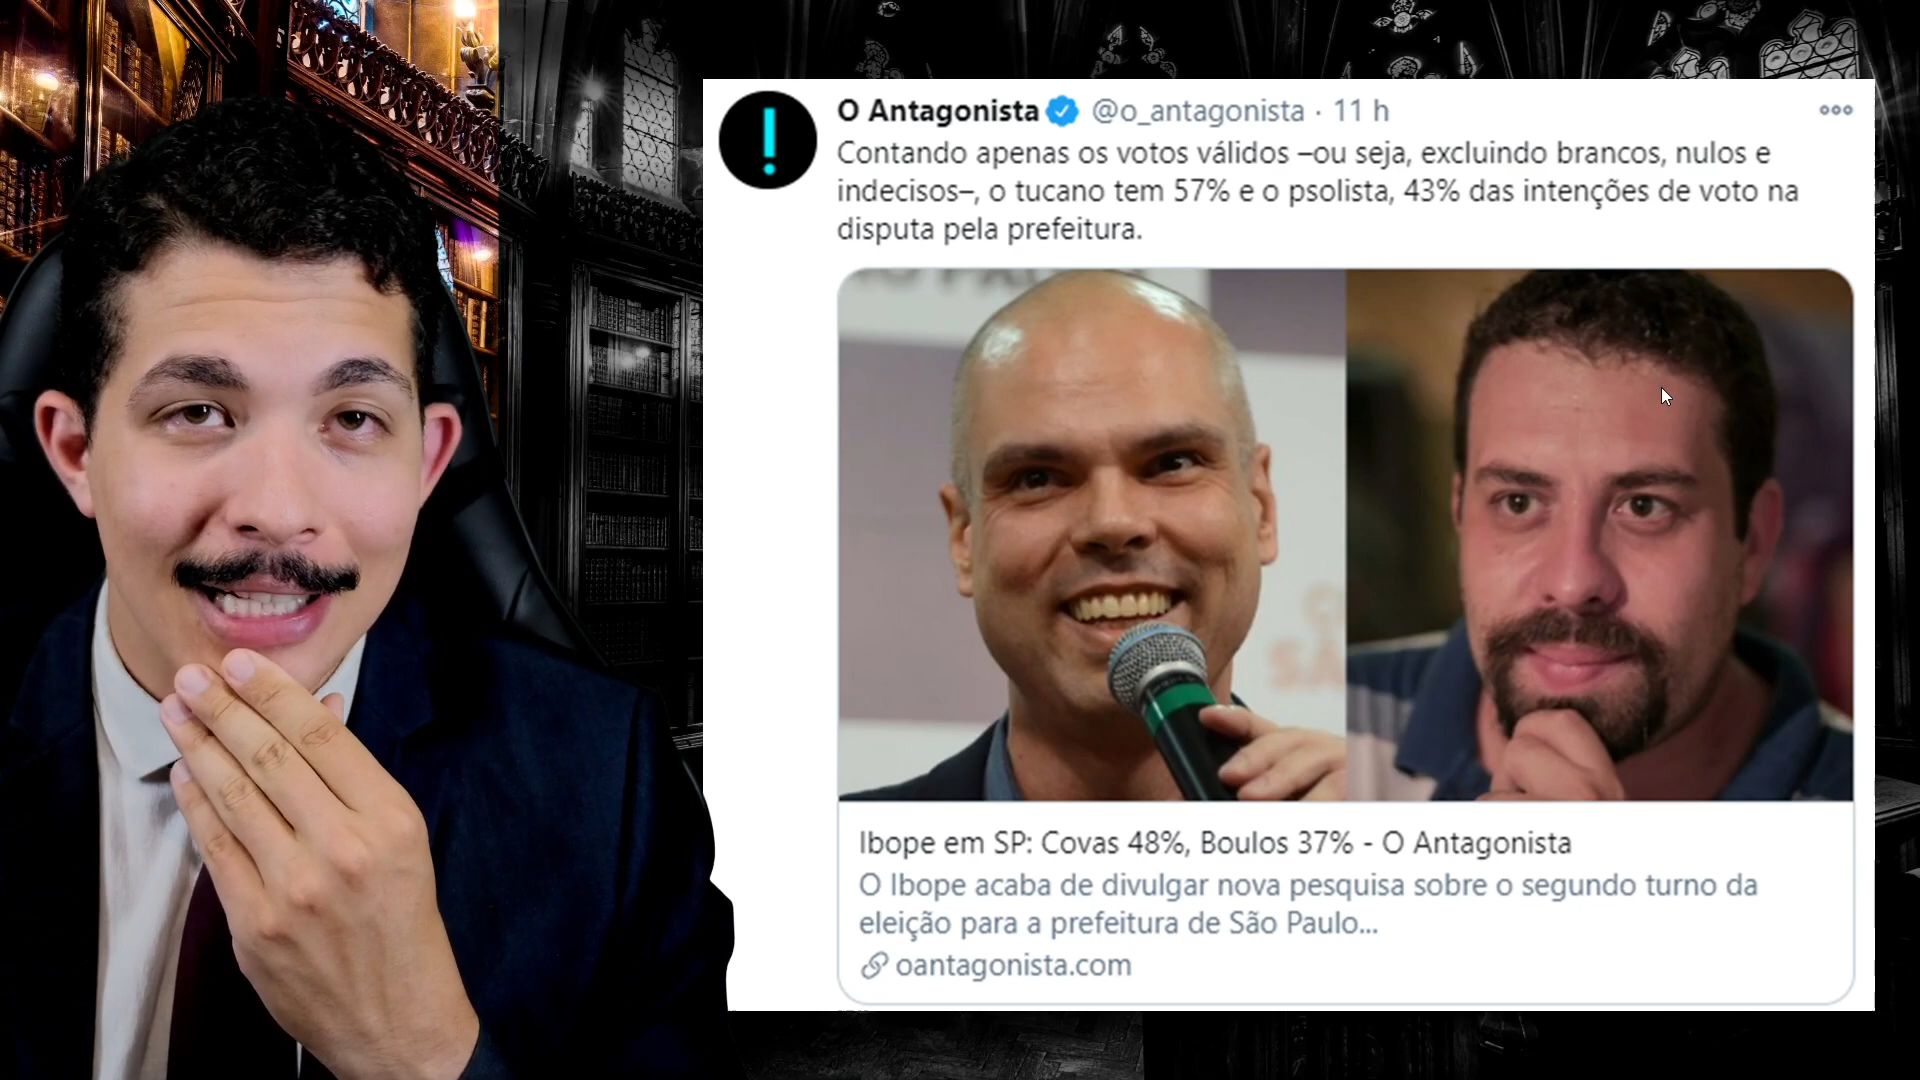 O Antagonista @o_antagonista · 11 h
Contando apenas os votos válidos –ou seja, excluindo brancos, nulos e
indecisos–, o tucano tem 57% e o psolista, 43% das intenções de voto na
disputa pela prefeitura.
Ibope em SP: Covas 48%, Boulos 37% - O Antagonista
O Ibope acaba de divulgar nova pesquisa sobre o segundo turno da
eleição para a prefeitura de São Paulo...
oantagonista.com